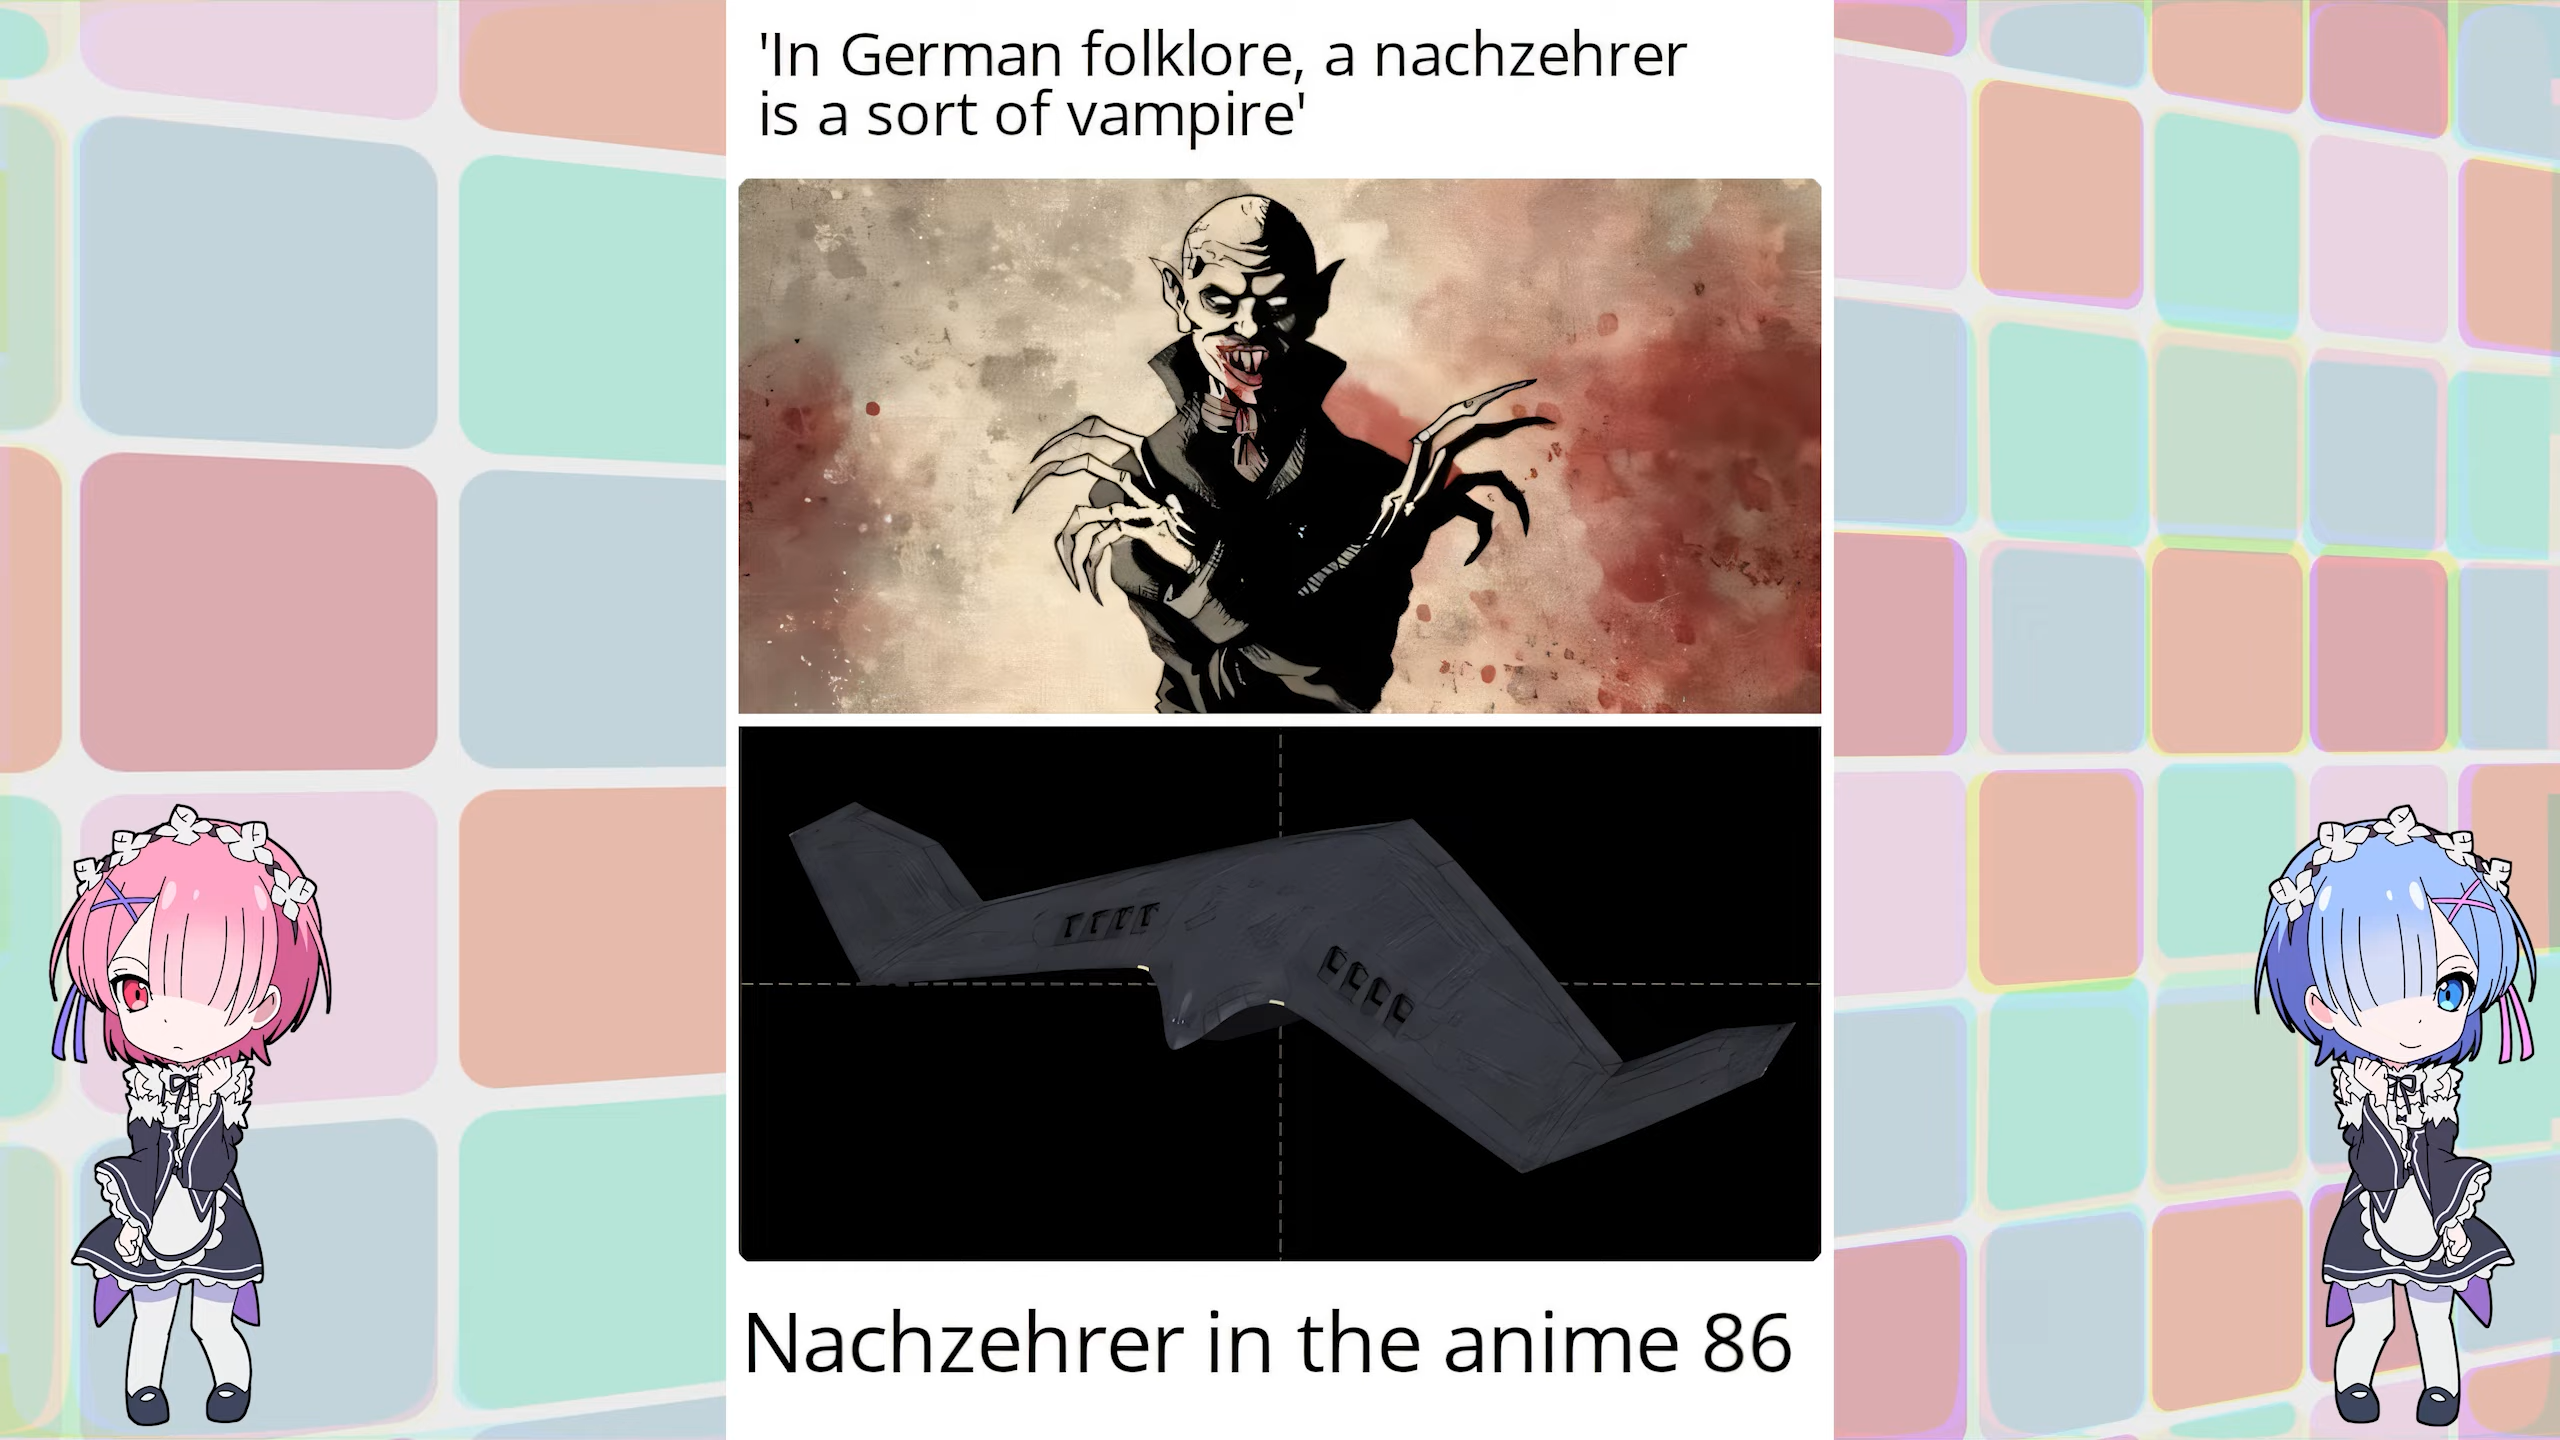 'In German folklore, a nachzehrer
is a sort of vampire'
Nachzehrer in the anime 86